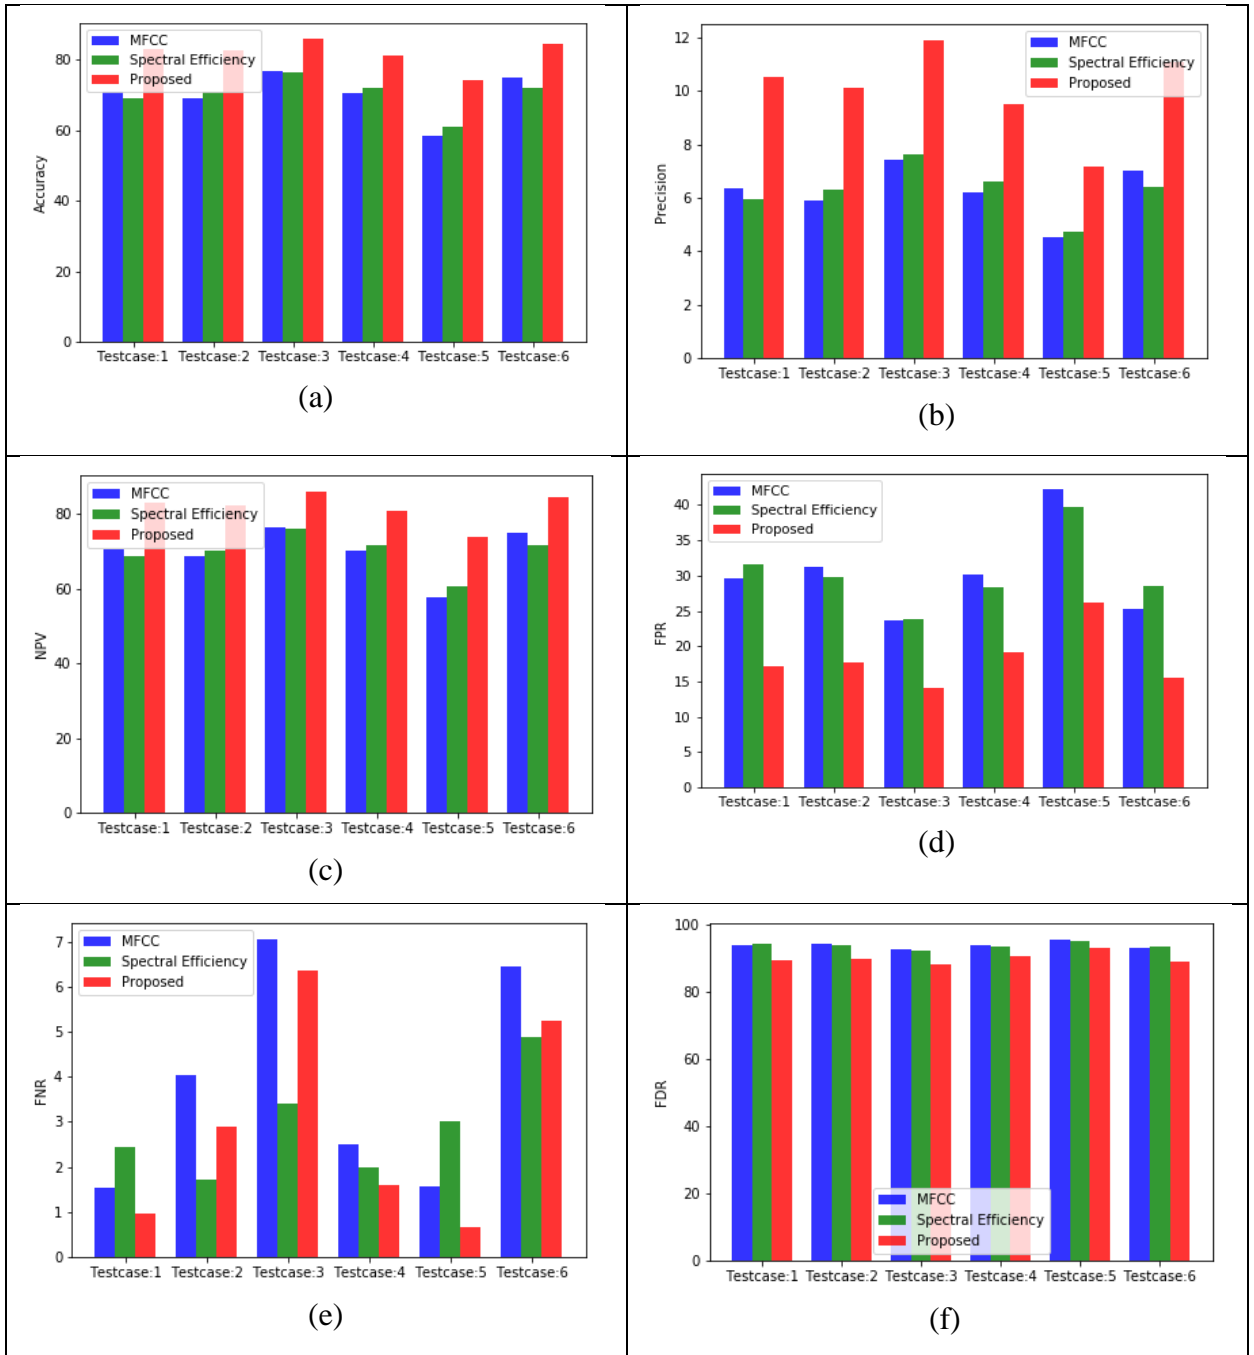 MFCC
Spectral Efficiency
Proposed
80
60
40
20
0
Accuracy
Testcase:1 Testcase:2 Testcase:3 Testcase:4 Testcase:5 Testcase:6
(a)
12
10
8
6
4
2
0
Precision
MFCC
Spectral Efficiency
Proposed
Testcase:1 Testcase:2 Testcase:3 Testcase:4 Testcase:5 Testcase:6
(b)
MFCC
Spectral Efficiency
Proposed
80
60
40
20
0
NPV
Testcase:1 Testcase:2 Testcase:3 Testcase:4 Testcase:5 Testcase:6
(c)
MFCC
Spectral Efficiency
Proposed
40
35
30
25
20
15
10
5
0
FPR
Testcase:1 Testcase:2 Testcase:3 Testcase:4 Testcase:5 Testcase:6
(d)
MFCC
Spectral Efficiency
Proposed
7
6
5
4
3
2
1
0
FNR
Testcase:1 Testcase:2 Testcase:3 Testcase:4 Testcase:5 Testcase:6
(e)
100
80
60
40
20
0
FDR
MFCC
Spectral Efficiency
Proposed
Testcase:1 Testcase:2 Testcase:3 Testcase:4 Testcase:5 Testcase:6
(f)